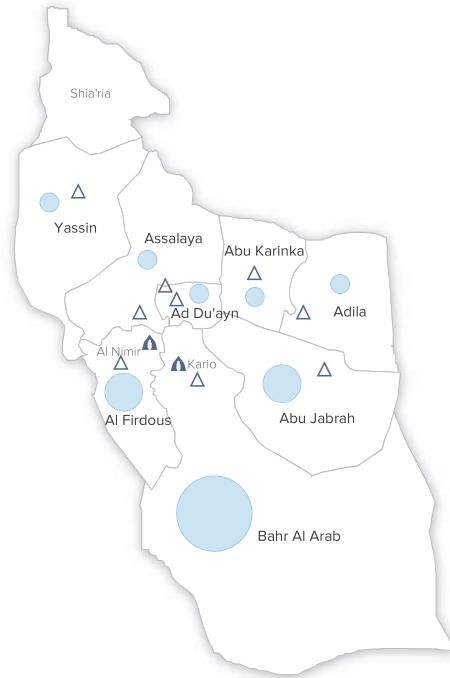 Shia'ria
Yassin
Assalaya
Abu Karinka
Ad Du'ayn
Adila
Al Nimir
Kario
Al Firdous
Abu Jabrah
Bahr Al Arab